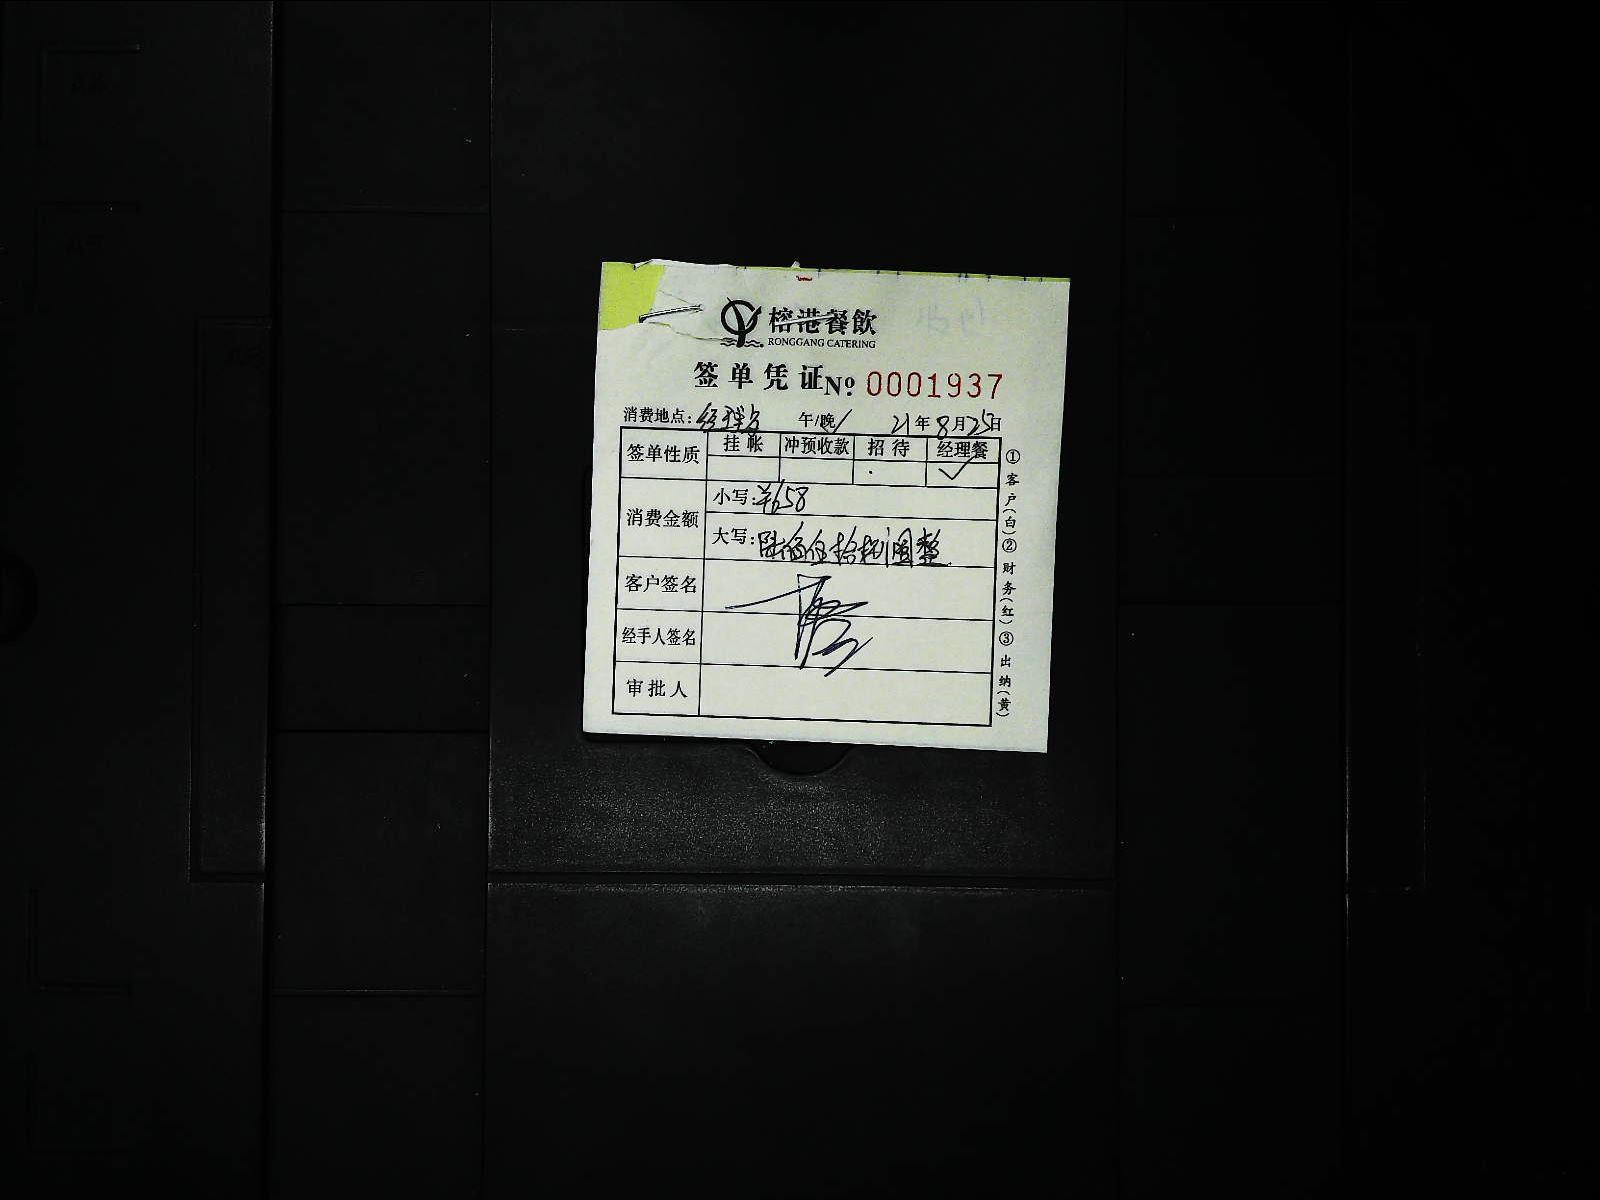 榕港餐飲
RONGGANG CATERING
签单凭证 № 0001937
消费地点: 经理房 午/晚√ 21年8月25日
签单性质 挂帐 冲预收款 招待 经理餐
√
消费金额 小写:¥658
大写:陆佰伍拾捌圆整
客户签名
经手人签名
审批人
①客户(白)②财务(红)③出纳(黄)